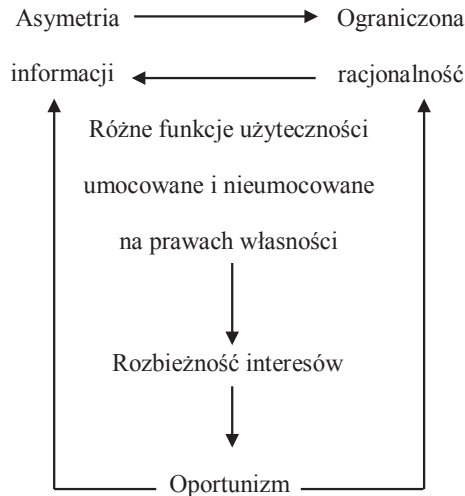 Asymetria
informacji
Ograniczona
racjonalność
Różne funkcje użyteczności
umocowane i nieumocowane
na prawach własności
Rozbieżność interesów
Oportunizm